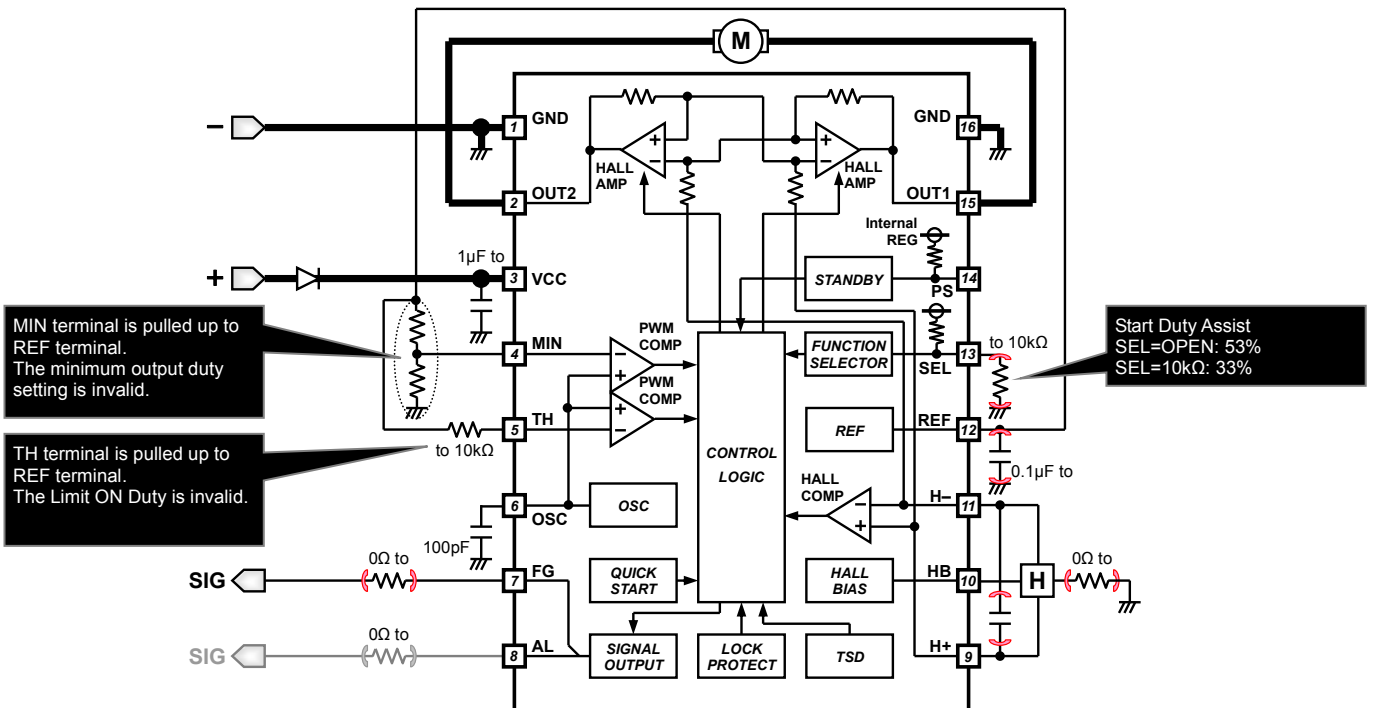 M
− 1 GND
GND 16
HALL
AMP
HALL
AMP
2 OUT2
OUT1 15
Internal
REG
1µF to
+ 3 VCC
STANDBY
14
PS
MIN terminal is pulled up to
REF terminal.
The minimum output duty
setting is invalid.
4 MIN
PWM
COMP
PWM
COMP
FUNCTION
SELECTOR
13
SEL
to 10kΩ
Start Duty Assist
SEL=OPEN: 53%
SEL=10kΩ: 33%
TH terminal is pulled up to
REF terminal.
The Limit ON Duty is invalid.
5 TH
to 10kΩ
REF
REF 12
0.1µF to
CONTROL
LOGIC
6
OSC
100pF
OSC
HALL
COMP
−
+
H− 11
SIG
0Ω to
7 FG
QUICK
START
HALL
BIAS
HB 10
H
0Ω to
SIG
0Ω to
8 AL
SIGNAL
OUTPUT
LOCK
PROTECT
TSD
H+ 9